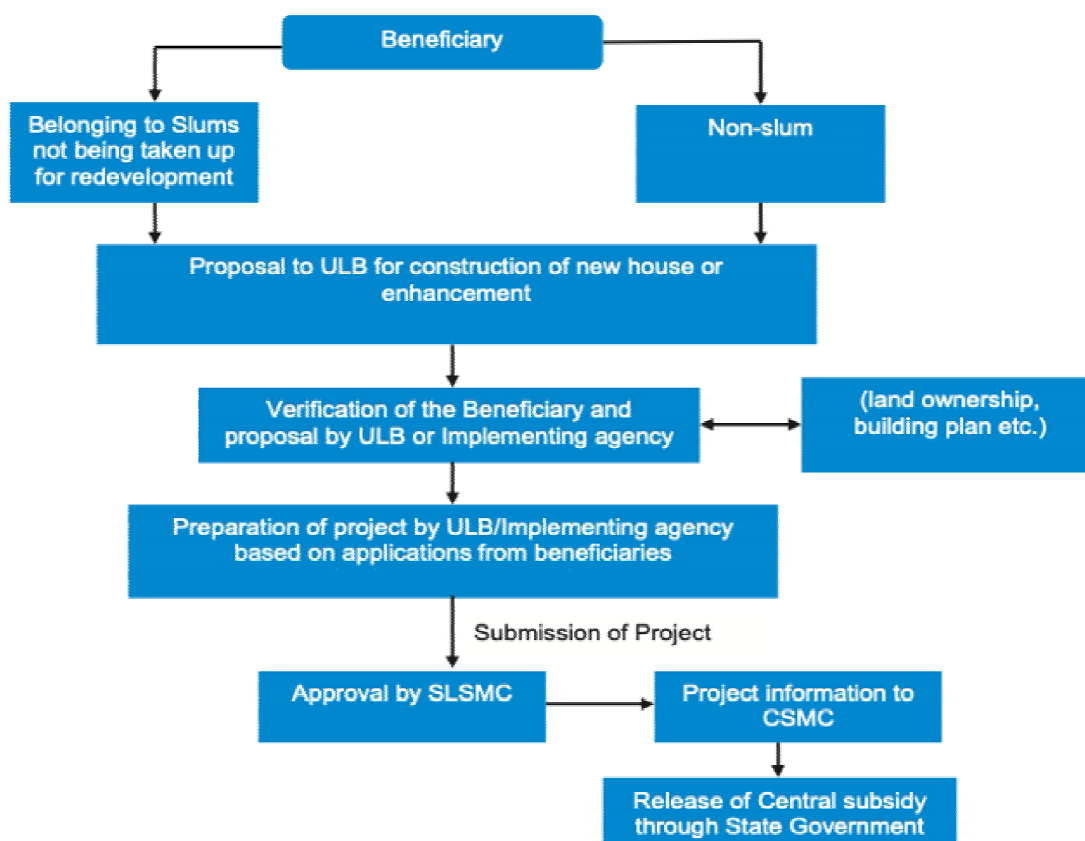 Beneficiary
Belonging to Slums
not being taken up
for redevelopment
Non-slum
Proposal to ULB for construction of new house or
enhancement
Verification of the Beneficiary and
proposal by ULB or Implementing agency
(land ownership,
building plan etc.)
Preparation of project by ULB/Implementing agency
based on applications from beneficiaries
Submission of Project
Approval by SLSMC
Project information to
CSMC
Release of Central subsidy
through State Government